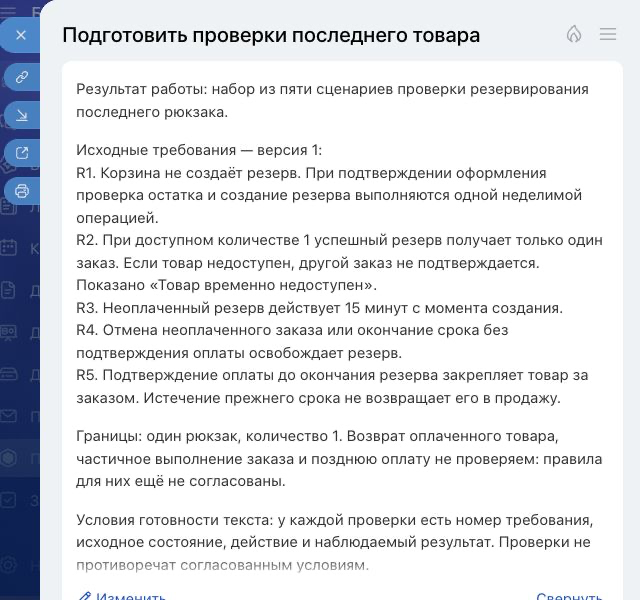 Подготовить проверки последнего товара
Результат работы: набор из пяти сценариев проверки резервирования
последнего рюкзака.
Исходные требования — версия 1:
R1. Корзина не создаёт резерв. При подтверждении оформления
проверка остатка и создание резерва выполняются одной неделимой
операцией.
R2. При доступном количестве 1 успешный резерв получает только один
заказ. Если товар недоступен, другой заказ не подтверждается.
Показано «Товар временно недоступен».
R3. Неоплаченный резерв действует 15 минут с момента создания.
R4. Отмена неоплаченного заказа или окончание срока без
подтверждения оплаты освобождает резерв.
R5. Подтверждение оплаты до окончания резерва закрепляет товар за
заказом. Истечение прежнего срока не возвращает его в продажу.
Границы: один рюкзак, количество 1. Возврат оплаченного товара,
частичное выполнение заказа и позднюю оплату не проверяем: правила
для них ещё не согласованы.
Условия готовности текста: у каждой проверки есть номер требования,
исходное состояние, действие и наблюдаемый результат. Проверки не
противоречат согласованным условиям.
Изменить
Свернуть